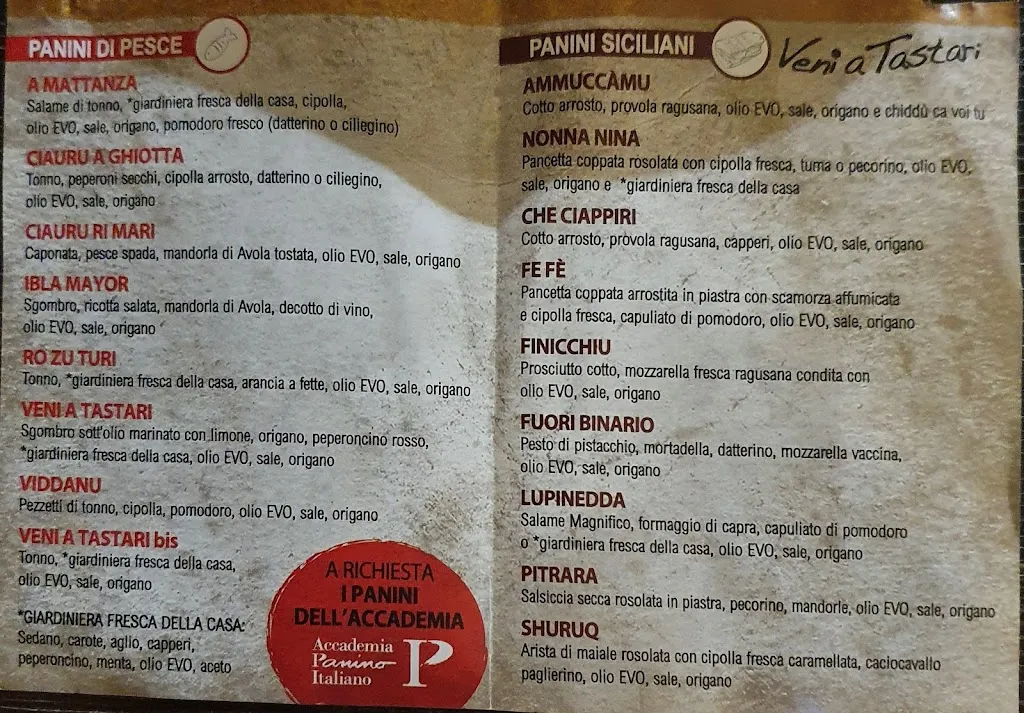 PANINI DI PESCE
A MATTANZA
Salame di tonno, *giardiniera fresca della casa, cipolla,
olio EVO, sale, origano, pomodoro fresco (datterino o ciliegino)
CIAURU A GHIOTTA
Tonno, peperoni secchi, cipolla arrosto, datterino o ciliegino,
olio EVO, sale, origano
CIAURU RI MARI
Caponata, pesce spada, mandorla di Avola tostata, olio EVO, sale, origano
IBLA MAYOR
Sgombro, ricotta salata, mandorla di Avola, decotto di vino,
olio EVO, sale, origano
RO ZU TURI
Tonno, *giardiniera fresca della casa, arancia a fette, olio EVO, sale, origano
VENI A TASTARI
Sgombro sott'olio marinato con limone, origano, peperoncino rosso,
*giardiniera fresca della casa, olio EVO, sale, origano
VIDDANU
Pezzetti di tonno, cipolla, pomodoro, olio EVO, sale, origano
VENI A TASTARI bis
Tonno, *giardiniera fresca della casa,
olio EVO, sale, origano
*GIARDINIERA FRESCA DELLA CASA:
Sedano, carote, aglio, capperi,
peperoncino, menta, olio EVO, aceto
A RICHIESTA
I PANINI
DELL'ACCADEMIA
Accademia
Panino
Italiano
P
PANINI SICILIANI
Veni a Tastari
AMMUCCÀMU
Cotto arrosto, provola ragusana, olio EVO, sale, origano e chiddù ca voi tu
NONNA NINA
Pancetta coppata rosolata con cipolla fresca, tuma o pecorino, olio EVO,
sale, origano e *giardiniera fresca della casa
CHE CIAPPIRI
Cotto arrosto, provola ragusana, capperi, olio EVO, sale, origano
FE FÈ
Pancetta coppata arrostita in piastra con scamorza affumicata
e cipolla fresca, capuliato di pomodoro, olio EVO, sale, origano
FINICCHIU
Prosciutto cotto, mozzarella fresca ragusana condita con
olio EVO, sale, origano
FUORI BINARIO
Pesto di pistacchio, mortadella, datterino, mozzarella vaccina,
olio EVO, sale, origano
LUPINEDDA
Salame Magnifico, formaggio di capra, capuliato di pomodoro
o *giardiniera fresca della casa, olio EVO, sale, origano
PITRARA
Salsiccia secca rosolata in piastra, pecorino, mandorle, olio EVO, sale, origano
SHURUQ
Arista di maiale rosolata con cipolla fresca caramellata, caciocavallo
paglierino, olio EVO, sale, origano